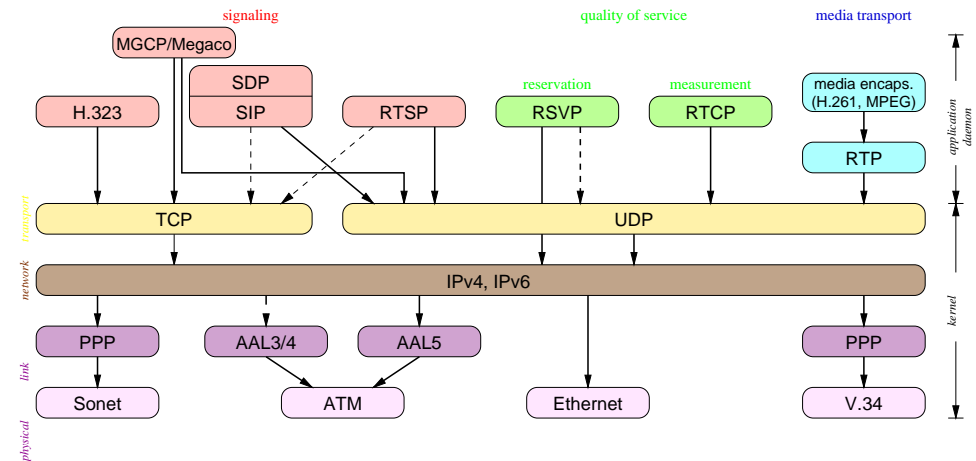 signaling
quality of service
media transport
MGCP/Megaco
SDP
reservation
measurement
media encaps.
(H.261, MPEG)
H.323
SIP
RTSP
RSVP
RTCP
application
daemon
RTP
transport
TCP
UDP
network
IPv4, IPv6
kernel
PPP
AAL3/4
AAL5
PPP
link
Sonet
ATM
Ethernet
V.34
physical